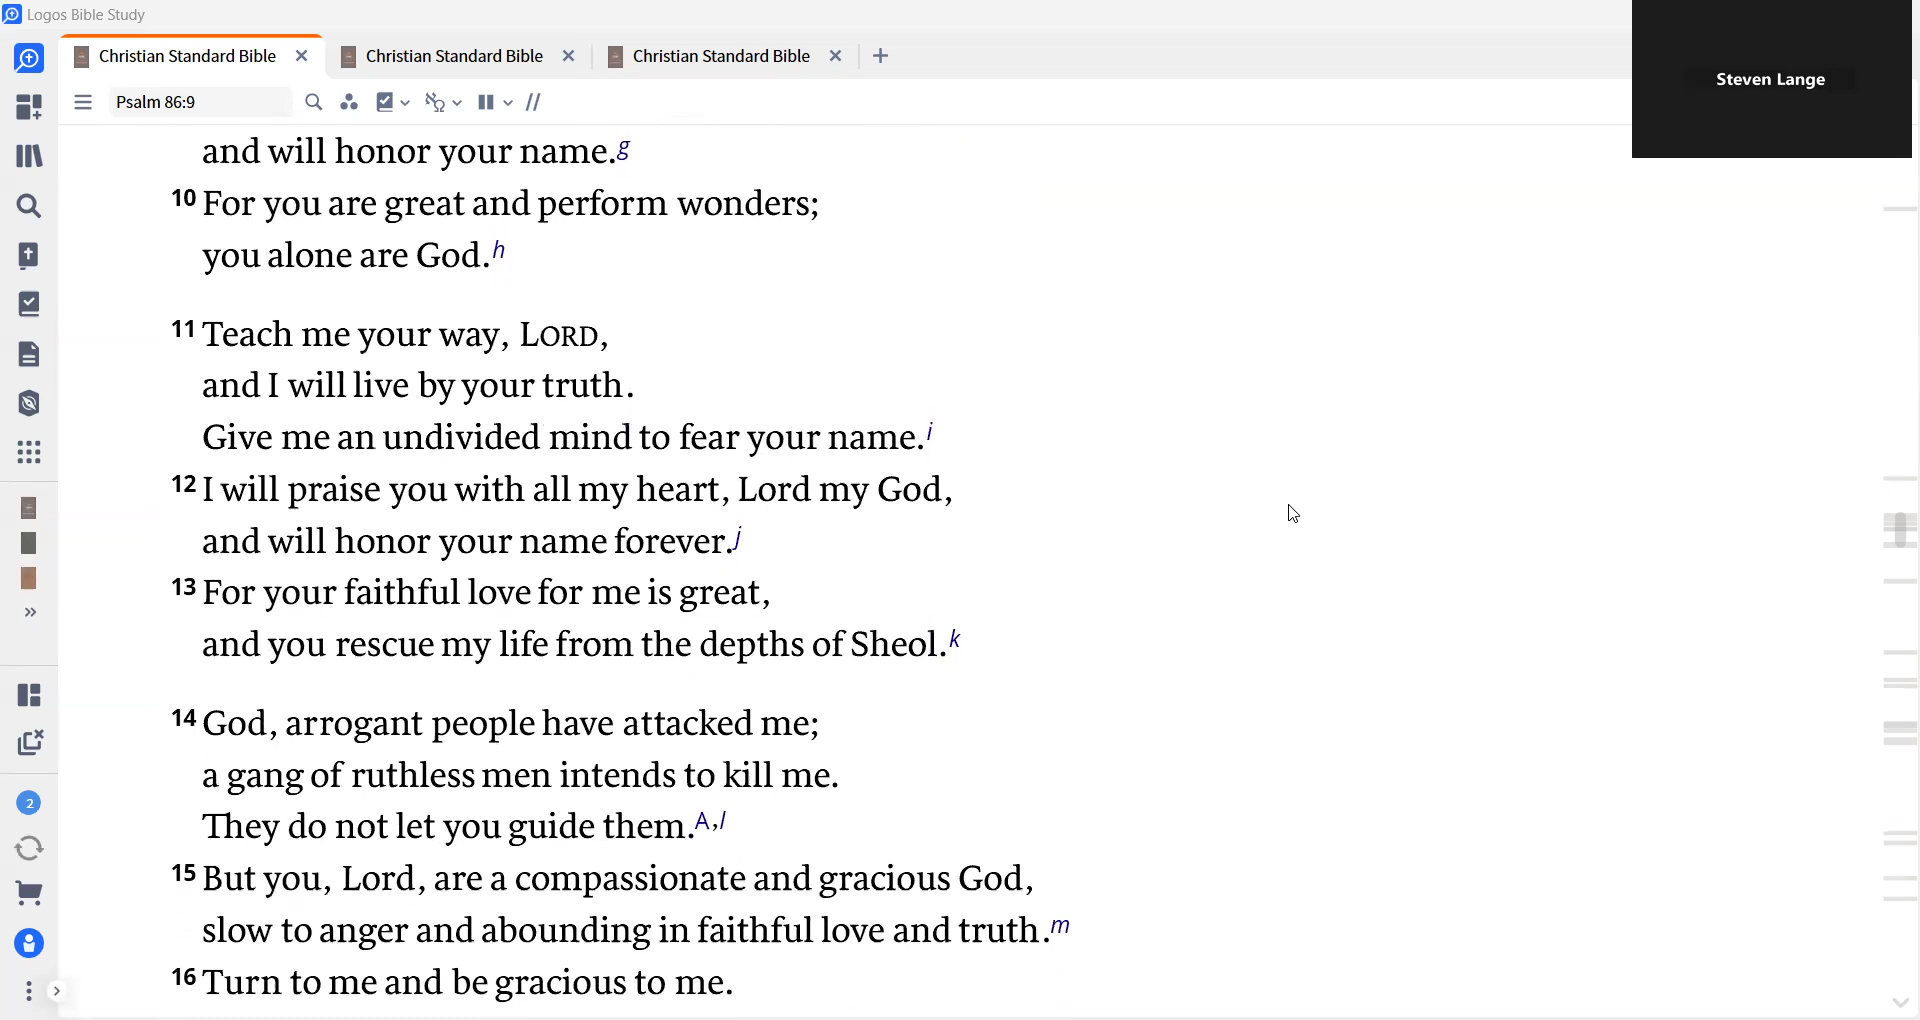 Logos Bible Study
Christian Standard Bible
Christian Standard Bible
Christian Standard Bible
Steven Lange
Psalm 86:9
and will honor your name.g
10 For you are great and perform wonders;
you alone are God.h
11 Teach me your way, LORD,
and I will live by your truth.
Give me an undivided mind to fear your name.i
12 I will praise you with all my heart, Lord my God,
and will honor your name forever.j
13 For your faithful love for me is great,
and you rescue my life from the depths of Sheol.k
14 God, arrogant people have attacked me;
a gang of ruthless men intends to kill me.
They do not let you guide them.A,l
15 But you, Lord, are a compassionate and gracious God,
slow to anger and abounding in faithful love and truth.m
16 Turn to me and be gracious to me.
2